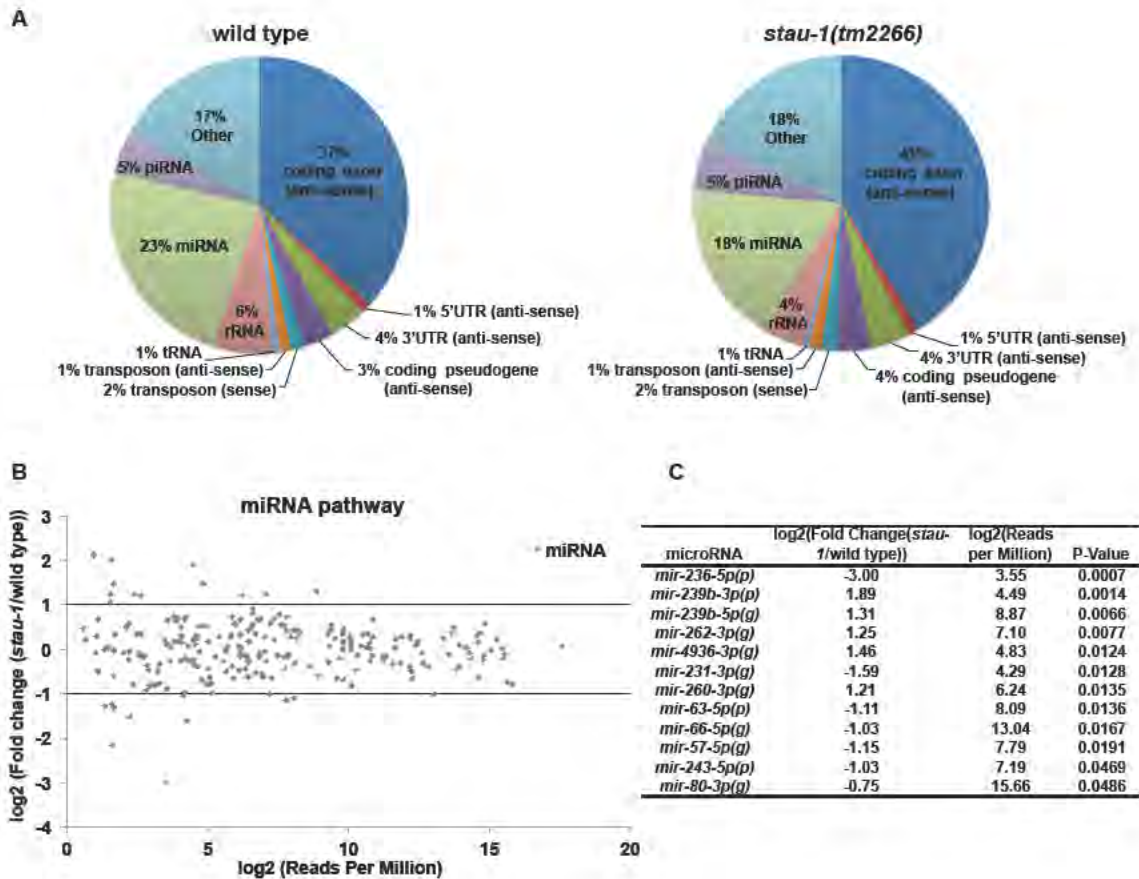 A
wild type
stau-1(tm2266)
17%
Other
5% piRNA
23% miRNA
6%
rRNA
37%
coding exon
(anti-sense)
1% 5'UTR (anti-sense)
4% 3'UTR (anti-sense)
3% coding pseudogene
(anti-sense)
1% tRNA
1% transposon (anti-sense)
2% transposon (sense)
18%
Other
5% piRNA
18% miRNA
4%
rRNA
coding exon
(anti-sense)
1% 5'UTR (anti-sense)
4% 3'UTR (anti-sense)
4% coding pseudogene
(anti-sense)
1% tRNA
1% transposon (anti-sense)
2% transposon (sense)
B
miRNA pathway
miRNA
log2 (Fold change (stau-1/wild type))
3
2
1
0
-1
-2
-3
-4
0 5 10 15 20
log2 (Reads Per Million)
C
log2(Fold Change(stau- log2(Reads
microRNA 1/wild type)) per Million) P-Value
mir-236-5p(p) -3.00 3.55 0.0007
mir-239b-3p(p) 1.89 4.49 0.0014
mir-239b-5p(g) 1.31 8.87 0.0066
mir-262-3p(g) 1.25 7.10 0.0077
mir-4936-3p(g) 1.46 4.83 0.0124
mir-231-3p(g) -1.59 4.29 0.0128
mir-260-3p(g) 1.21 6.24 0.0135
mir-63-5p(p) -1.11 8.09 0.0136
mir-66-5p(g) -1.03 13.04 0.0167
mir-57-5p(g) -1.15 7.79 0.0191
mir-243-5p(p) -1.03 7.19 0.0469
mir-80-3p(g) -0.75 15.66 0.0486